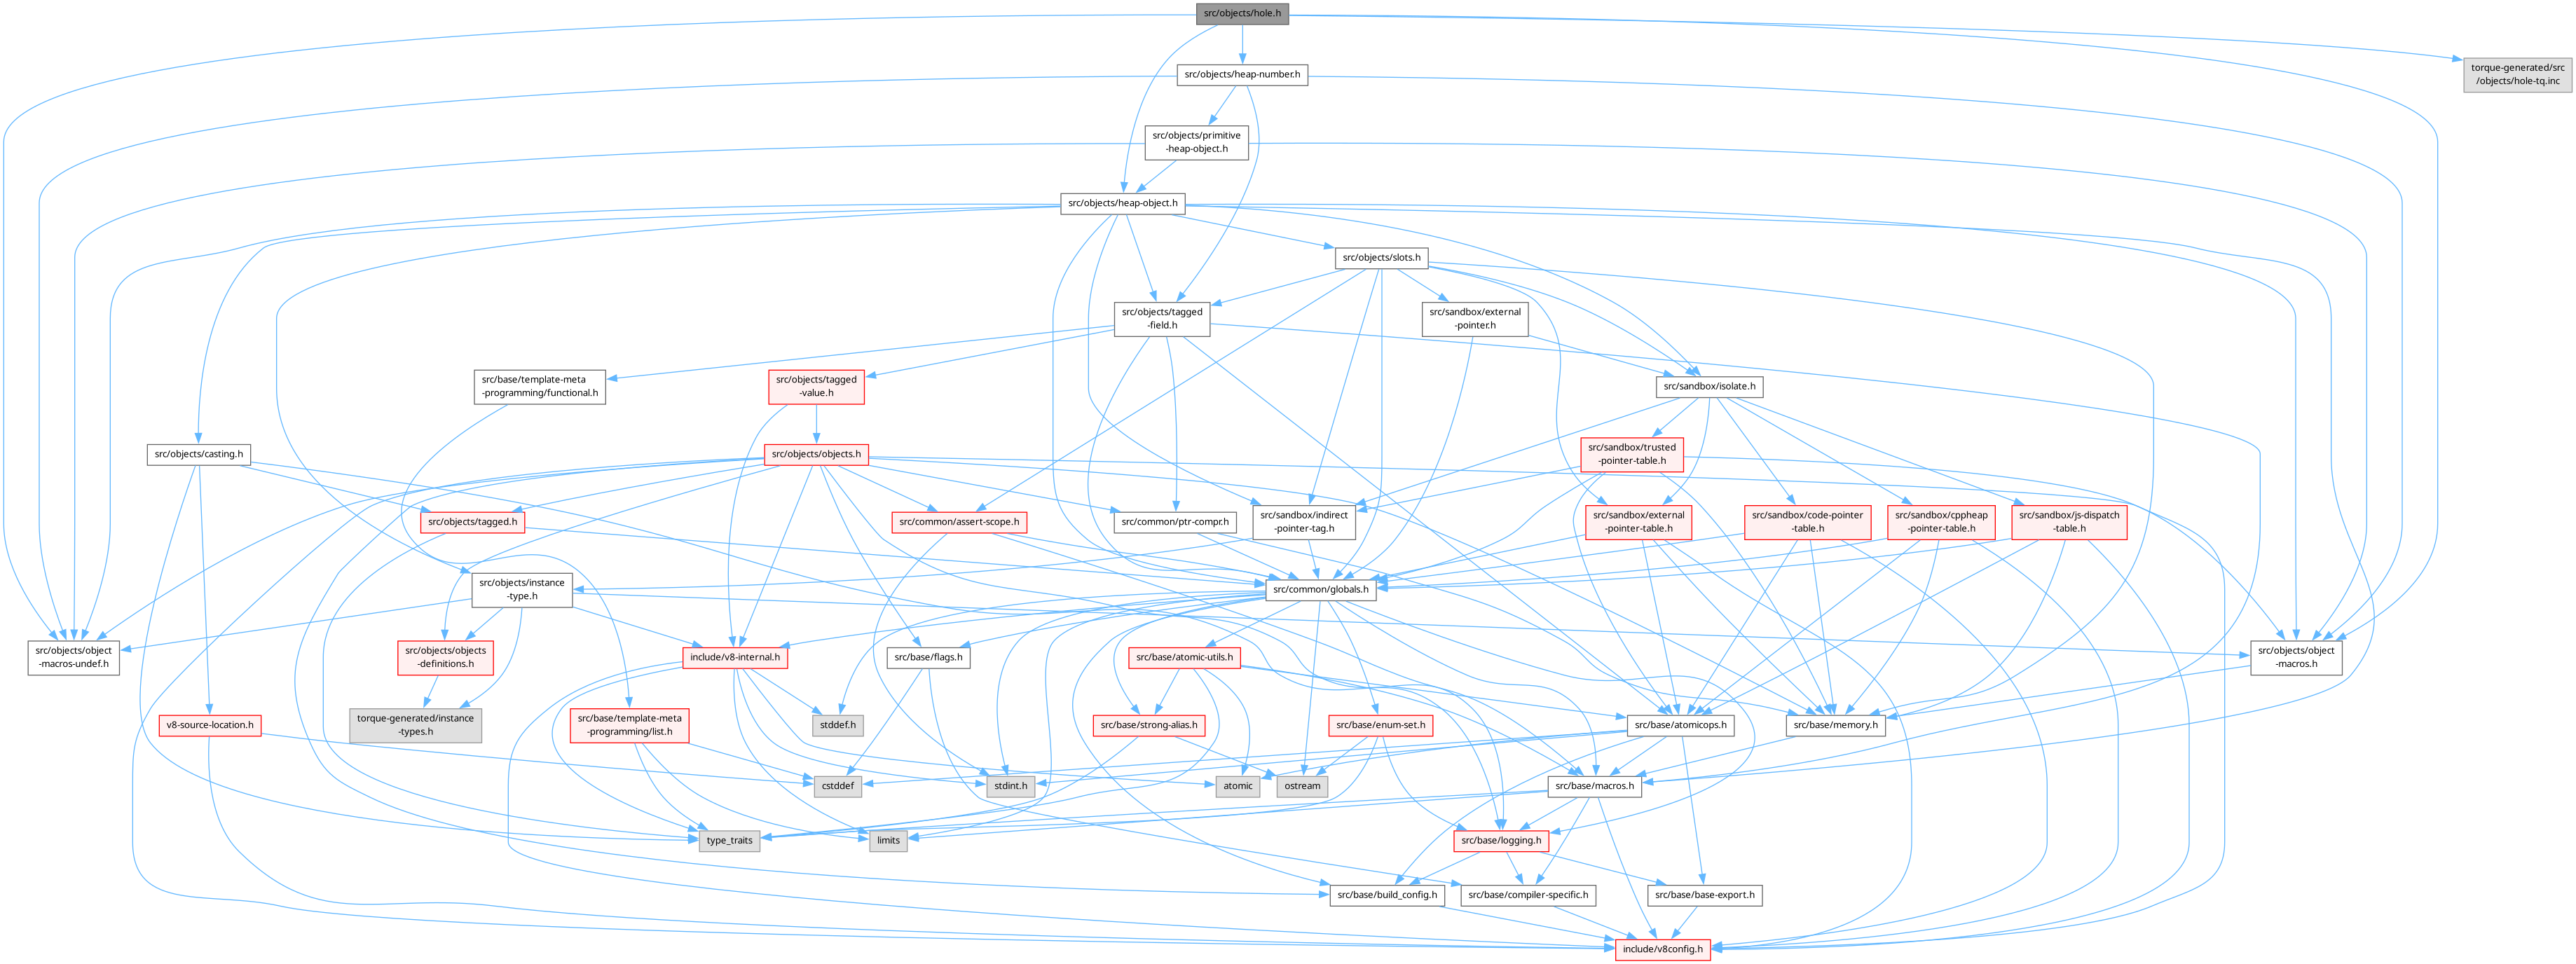 src/objects/hole.h
torque-generated/src
/objects/hole-tq.inc
src/objects/heap-number.h
src/objects/primitive
-heap-object.h
src/objects/heap-object.h
src/objects/slots.h
src/objects/tagged
-field.h
src/sandbox/external
-pointer.h
src/base/template-meta
-programming/functional.h
src/objects/tagged
-value.h
src/sandbox/isolate.h
src/objects/casting.h
src/objects/objects.h
src/sandbox/trusted
-pointer-table.h
src/objects/tagged.h
src/common/assert-scope.h
src/common/ptr-compr.h
src/sandbox/indirect
-pointer-tag.h
src/sandbox/external
-pointer-table.h
src/sandbox/code-pointer
-table.h
src/sandbox/cppheap
-pointer-table.h
src/sandbox/js-dispatch
-table.h
src/objects/instance
-type.h
src/common/globals.h
src/objects/object
-macros-undef.h
src/objects/objects
-definitions.h
include/v8-internal.h
src/base/flags.h
src/base/atomic-utils.h
src/objects/object
-macros.h
v8-source-location.h
torque-generated/instance
-types.h
src/base/template-meta
-programming/list.h
stddef.h
src/base/strong-alias.h
src/base/enum-set.h
src/base/atomicops.h
src/base/memory.h
cstddef
stdint.h
atomic
ostream
src/base/macros.h
type_traits
limits
src/base/logging.h
src/base/build_config.h
src/base/compiler-specific.h
src/base/base-export.h
include/v8config.h